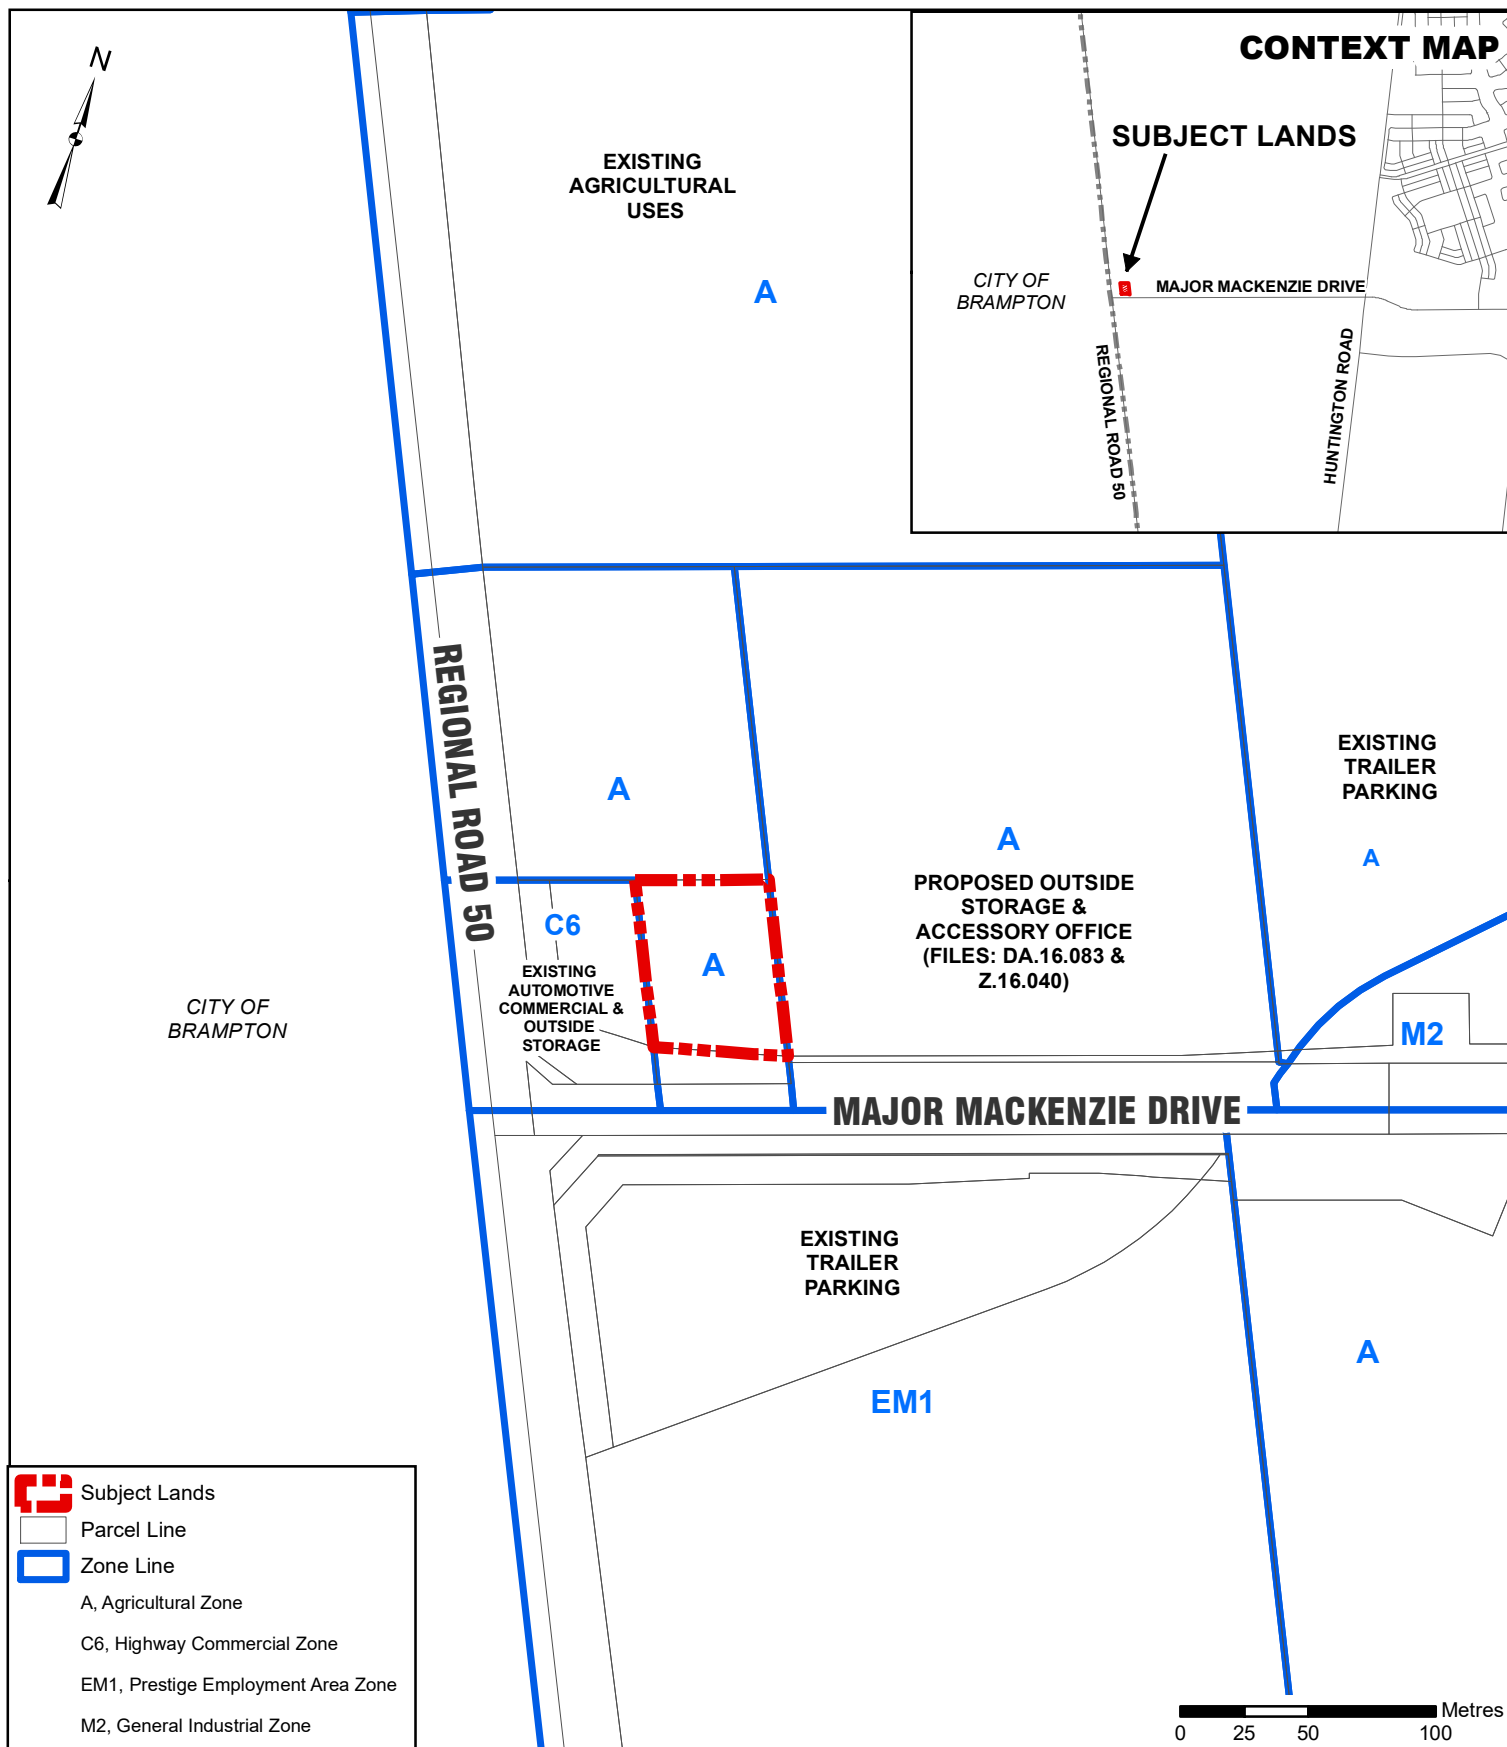 N
EXISTING
AGRICULTURAL
USES
A
CONTEXT MAP
SUBJECT LANDS
CITY OF
BRAMPTON
MAJOR MACKENZIE DRIVE
REGIONAL ROAD 50
HUNTINGTON ROAD
REGIONAL ROAD 50
A
EXISTING
TRAILER
PARKING
A
A
PROPOSED OUTSIDE
STORAGE &
ACCESSORY OFFICE
(FILES: DA.16.083 &
Z.16.040)
C6
A
EXISTING
AUTOMOTIVE
COMMERCIAL &
OUTSIDE
STORAGE
CITY OF
BRAMPTON
M2
MAJOR MACKENZIE DRIVE
EXISTING
TRAILER
PARKING
A
EM1
Subject Lands
Parcel Line
Zone Line
A, Agricultural Zone
C6, Highway Commercial Zone
EM1, Prestige Employment Area Zone
M2, General Industrial Zone
Metres
0 25 50 100